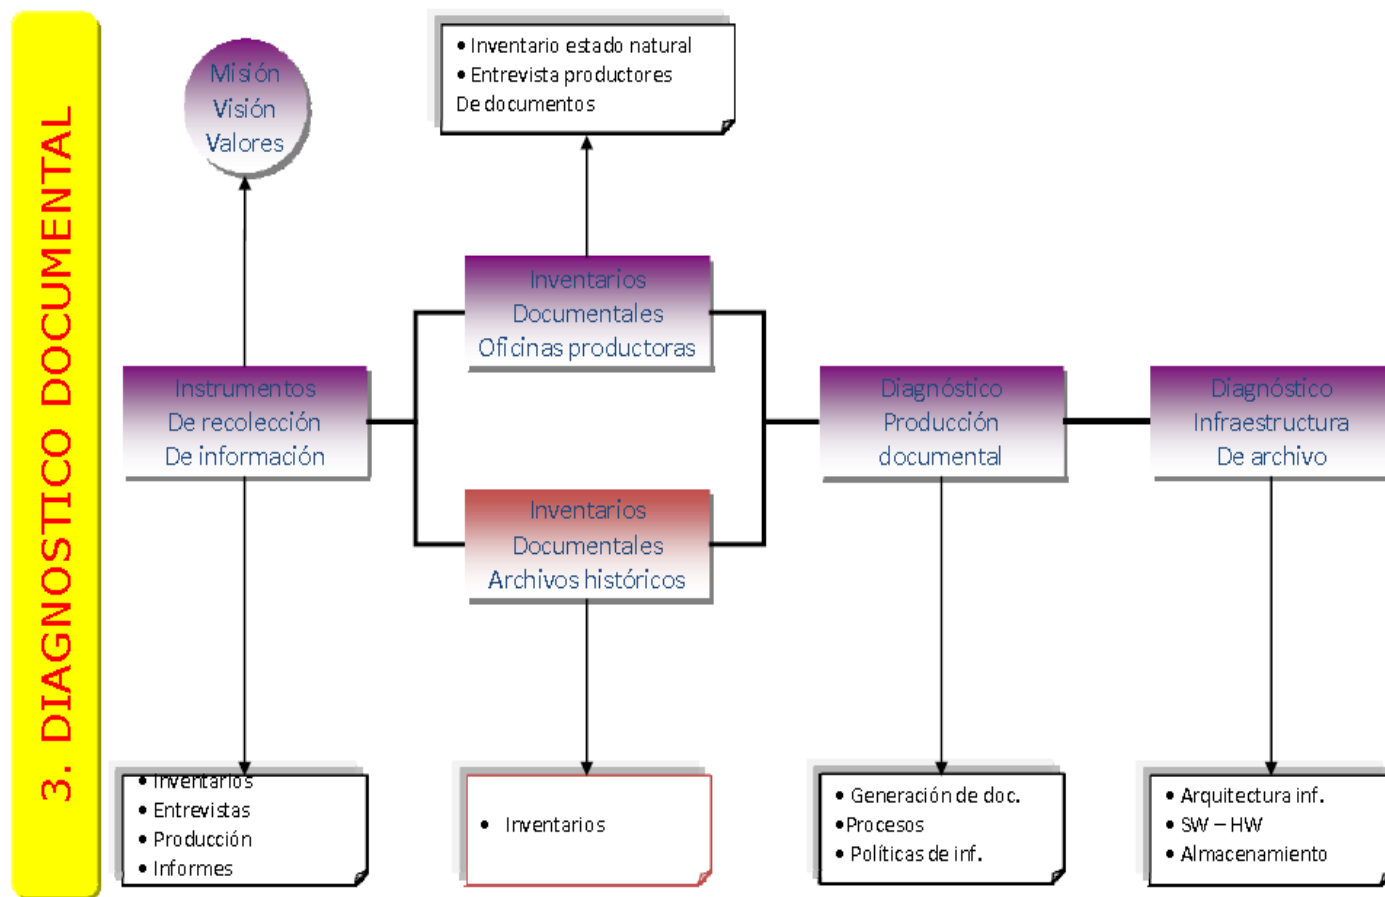 3. DIAGNOSTICO DOCUMENTAL
Misión
Visión
Valores
• Inventario estado natural
• Entrevista productores
De documentos
Instrumentos
De recolección
De información
Inventarios
Documentales
Oficinas productoras
Inventarios
Documentales
Archivos históricos
Diagnóstico
Producción
documental
Diagnóstico
Infraestructura
De archivo
• Inventarios
• Entrevistas
• Producción
• Informes
• Inventarios
• Generación de doc.
•Procesos
• Políticas de inf.
• Arquitectura inf.
• SW – HW
• Almacenamiento